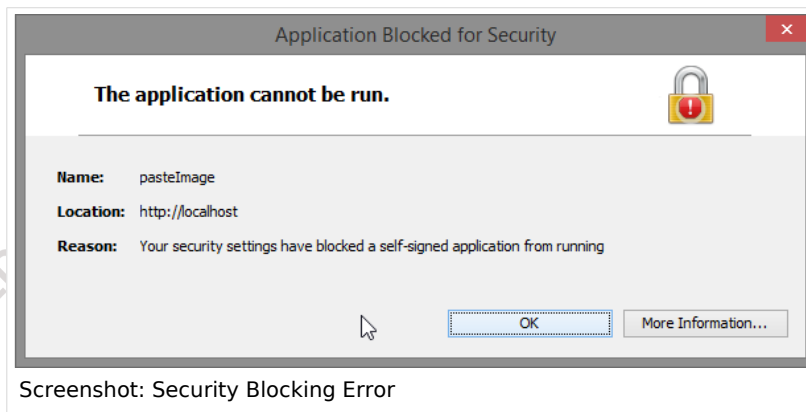 Application Blocked for Security
The application cannot be run.
Name: pasteImage
Location: http://localhost
Reason: Your security settings have blocked a self-signed application from running
OK More Information...
Screenshot: Security Blocking Error